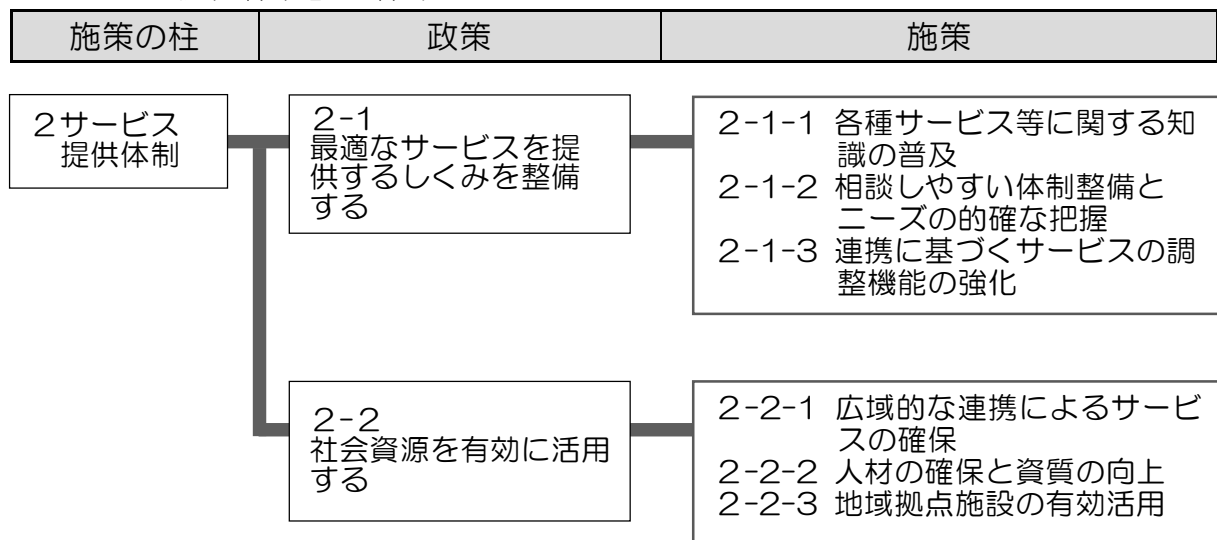 施策の柱 政策 施策
2サービス
提供体制
2-1
最適なサービスを提
供するしくみを整備
する
2-1-1 各種サービス等に関する知
識の普及
2-1-2 相談しやすい体制整備と
ニーズの的確な把握
2-1-3 連携に基づくサービスの調
整機能の強化
2-2
社会資源を有効に活用
する
2-2-1 広域的な連携によるサービ
スの確保
2-2-2 人材の確保と資質の向上
2-2-3 地域拠点施設の有効活用